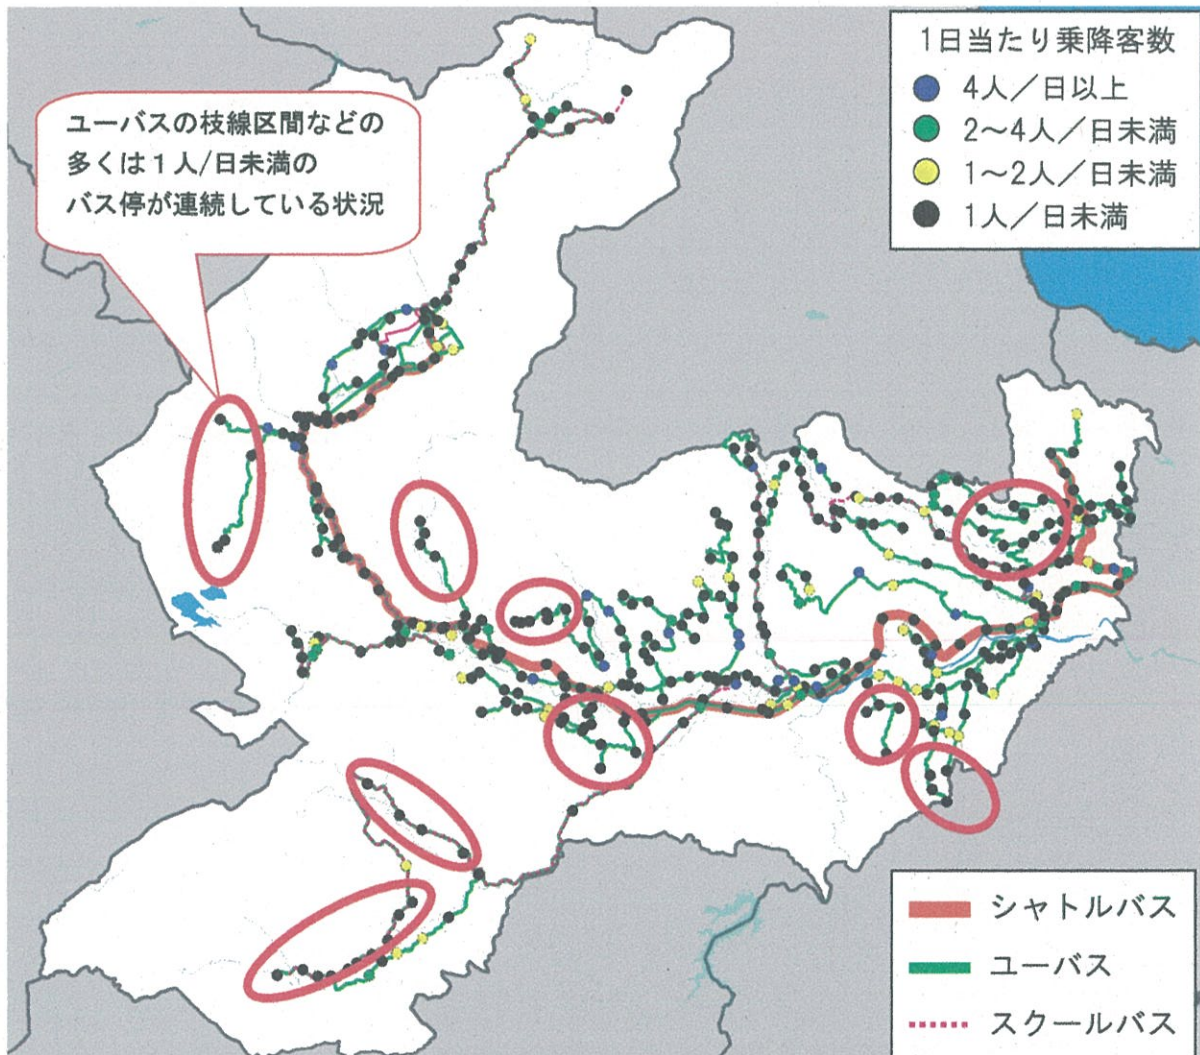 ユーバスの枝線区間などの
多くは１人/日未満の
バス停が連続している状況
1日当たり乗降客数
4人／日以上
2～4人／日未満
1～2人／日未満
1人／日未満
シャトルバス
ユーバス
スクールバス